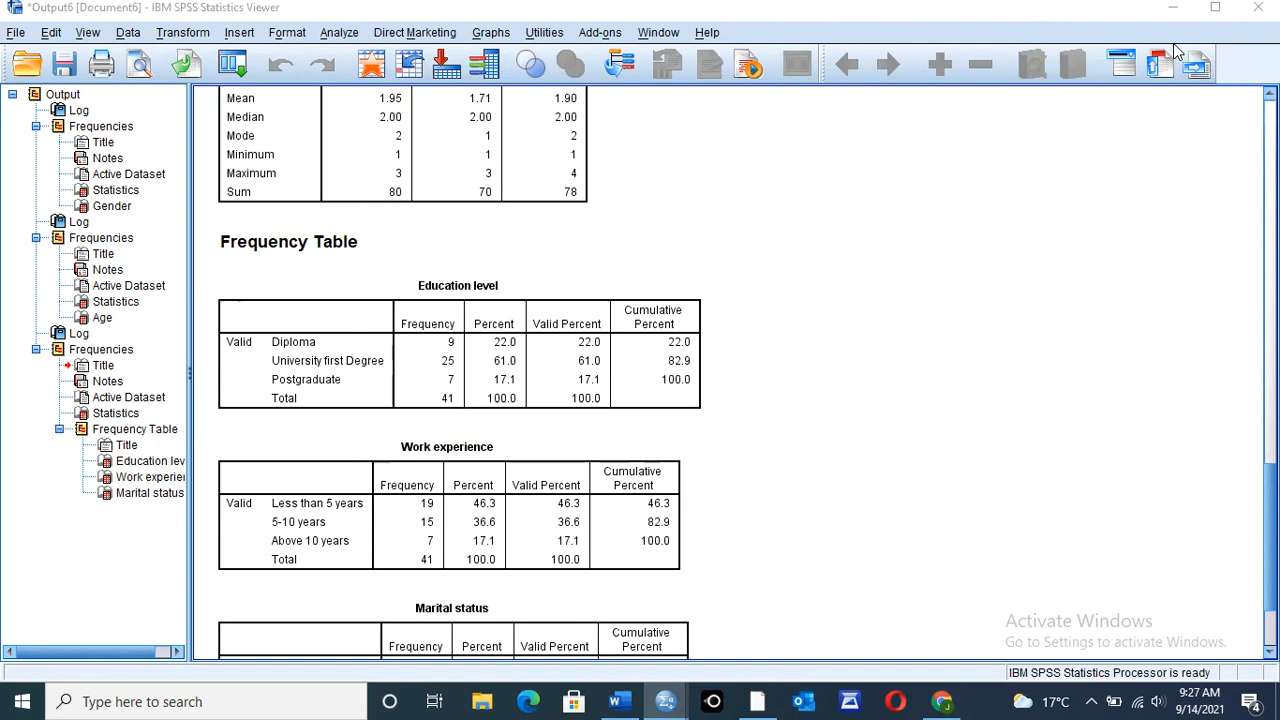 *Output6 [Document6] - IBM SPSS Statistics Viewer
File Edit View Data Transform Insert Format Analyze Direct Marketing Graphs Utilities Add-ons Window Help
Output
Log
Frequencies
Title
Notes
Active Dataset
Statistics
Gender
Log
Frequencies
Title
Notes
Active Dataset
Statistics
Age
Log
Frequencies
Title
Notes
Active Dataset
Statistics
Frequency Table
Title
Education lev
Work experier
Marital status
Mean 1.95 1.71 1.90
Median 2.00 2.00 2.00
Mode 2 1 2
Minimum 1 1 1
Maximum 3 3 4
Sum 80 70 78
Frequency Table
Education level
Frequency Percent Valid Percent Cumulative Percent
Valid Diploma 9 22.0 22.0 22.0
University first Degree 25 61.0 61.0 82.9
Postgraduate 7 17.1 17.1 100.0
Total 41 100.0 100.0
Work experience
Frequency Percent Valid Percent Cumulative Percent
Valid Less than 5 years 19 46.3 46.3 46.3
5-10 years 15 36.6 36.6 82.9
Above 10 years 7 17.1 17.1 100.0
Total 41 100.0 100.0
Marital status
Frequency Percent Valid Percent Cumulative Percent
Activate Windows
Go to Settings to activate Windows.
IBM SPSS Statistics Processor is ready
Type here to search
17°C
9:27 AM
9/14/2021
4